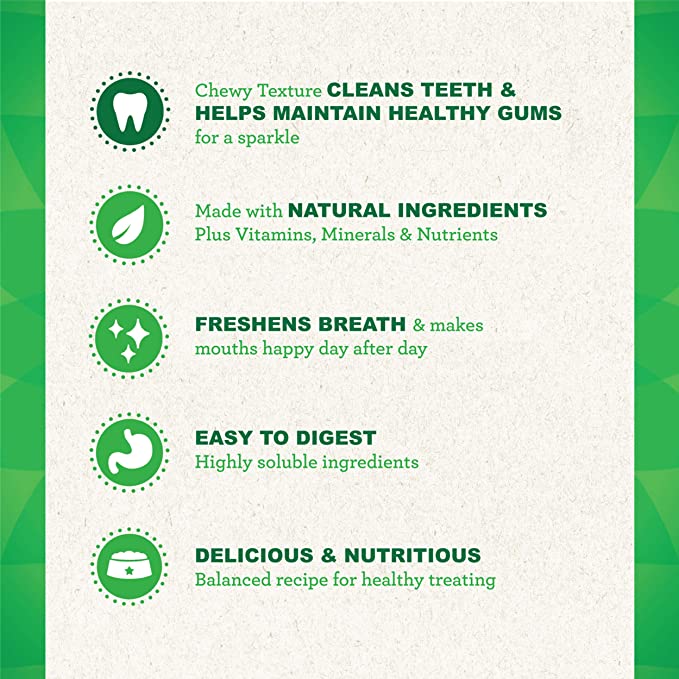 Chewy Texture CLEANS TEETH &
HELPS MAINTAIN HEALTHY GUMS
for a sparkle
Made with NATURAL INGREDIENTS
Plus Vitamins, Minerals & Nutrients
FRESHENS BREATH & makes
mouths happy day after day
EASY TO DIGEST
Highly soluble ingredients
DELICIOUS & NUTRITIOUS
Balanced recipe for healthy treating